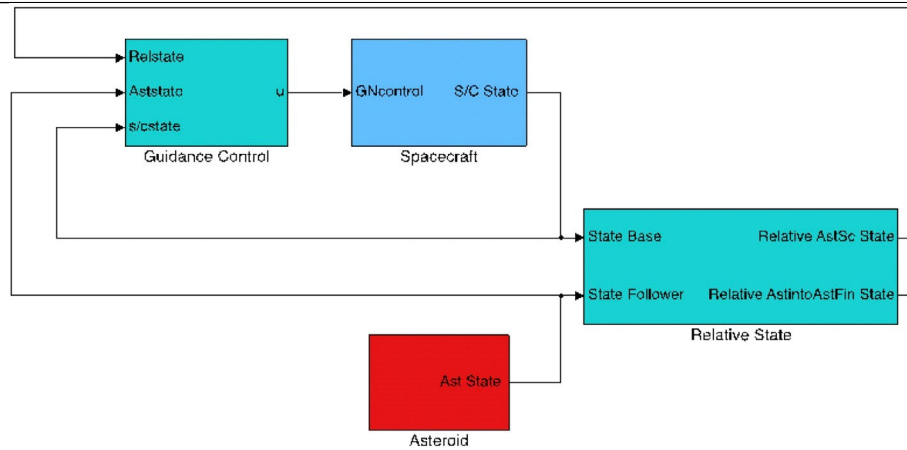 Relstate
Aststate
s/cstate
u
Guidance Control
GNcontrol
S/C State
Spacecraft
State Base
Relative AstSc State
State Follower
Relative AstintoAstFin State
Relative State
Ast State
Asteroid